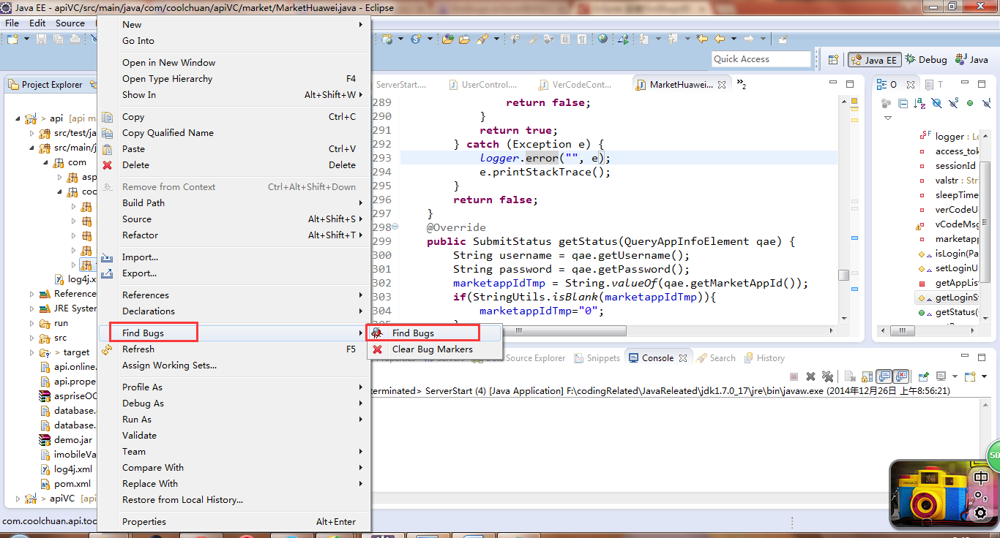 Java EE - apiVC/src/main/java/com/coolchuan/apiVC/market/MarketHuawei.java - Eclipse
File Edit Source
Quick Access
Java EE Debug Java
Project Explorer
> api [api m
src/test/ja
src/main/j
com
asp
coc
log4j.x
Reference
JRE System
run
src
> target
api.online.
api.prope
aspriseOC
database.
database.
demo.jar
imobileVa
log4j.xml
pom.xml
> apiVC [api
com.coolchuan.api.toc
New
Go Into
Open in New Window
Open Type Hierarchy F4
Show In Alt+Shift+W
Copy Ctrl+C
Copy Qualified Name
Paste Ctrl+V
Delete Delete
Remove from Context Ctrl+Alt+Shift+Down
Build Path
Source Alt+Shift+S
Refactor Alt+Shift+T
Import...
Export...
References
Declarations
Find Bugs
Refresh F5
Assign Working Sets...
Profile As
Debug As
Run As
Validate
Team
Compare With
Replace With
Restore from Local History...
Properties Alt+Enter
Find Bugs
Clear Bug Markers
ServerStart.... UserControl.... VerCodeCont... MarketHuawei... »2
289 return false;
290 }
291 return true;
292 } catch (Exception e) {
293 logger.error("", e);
294 e.printStackTrace();
295 }
296 return false;
297 }
298 @Override
299 public SubmitStatus getStatus(QueryAppInfoElement qae) {
300 String username = qae.getUsername();
301 String password = qae.getPassword();
302 marketappIdTmp = String.valueOf(qae.getMarketAppId());
303 if(StringUtils.isBlank(marketappIdTmp)){
304 marketappIdTmp="0";
O T
logger : Lo
access_tok
sessionId
valstr : Stri
sleepTime
verCodeU
vCodeMsg
marketapp
isLogin(Pa
setLoginU
getAppList
getLoginSt
getStatus(
Source Explorer Snippets Console Search History
terminated> ServerStart (4) [Java Application] F:\codingRelated\JavaReleated\jdk1.7.0_17\jre\bin\javaw.exe (2014年12月26日 上午8:56:21)
50
中